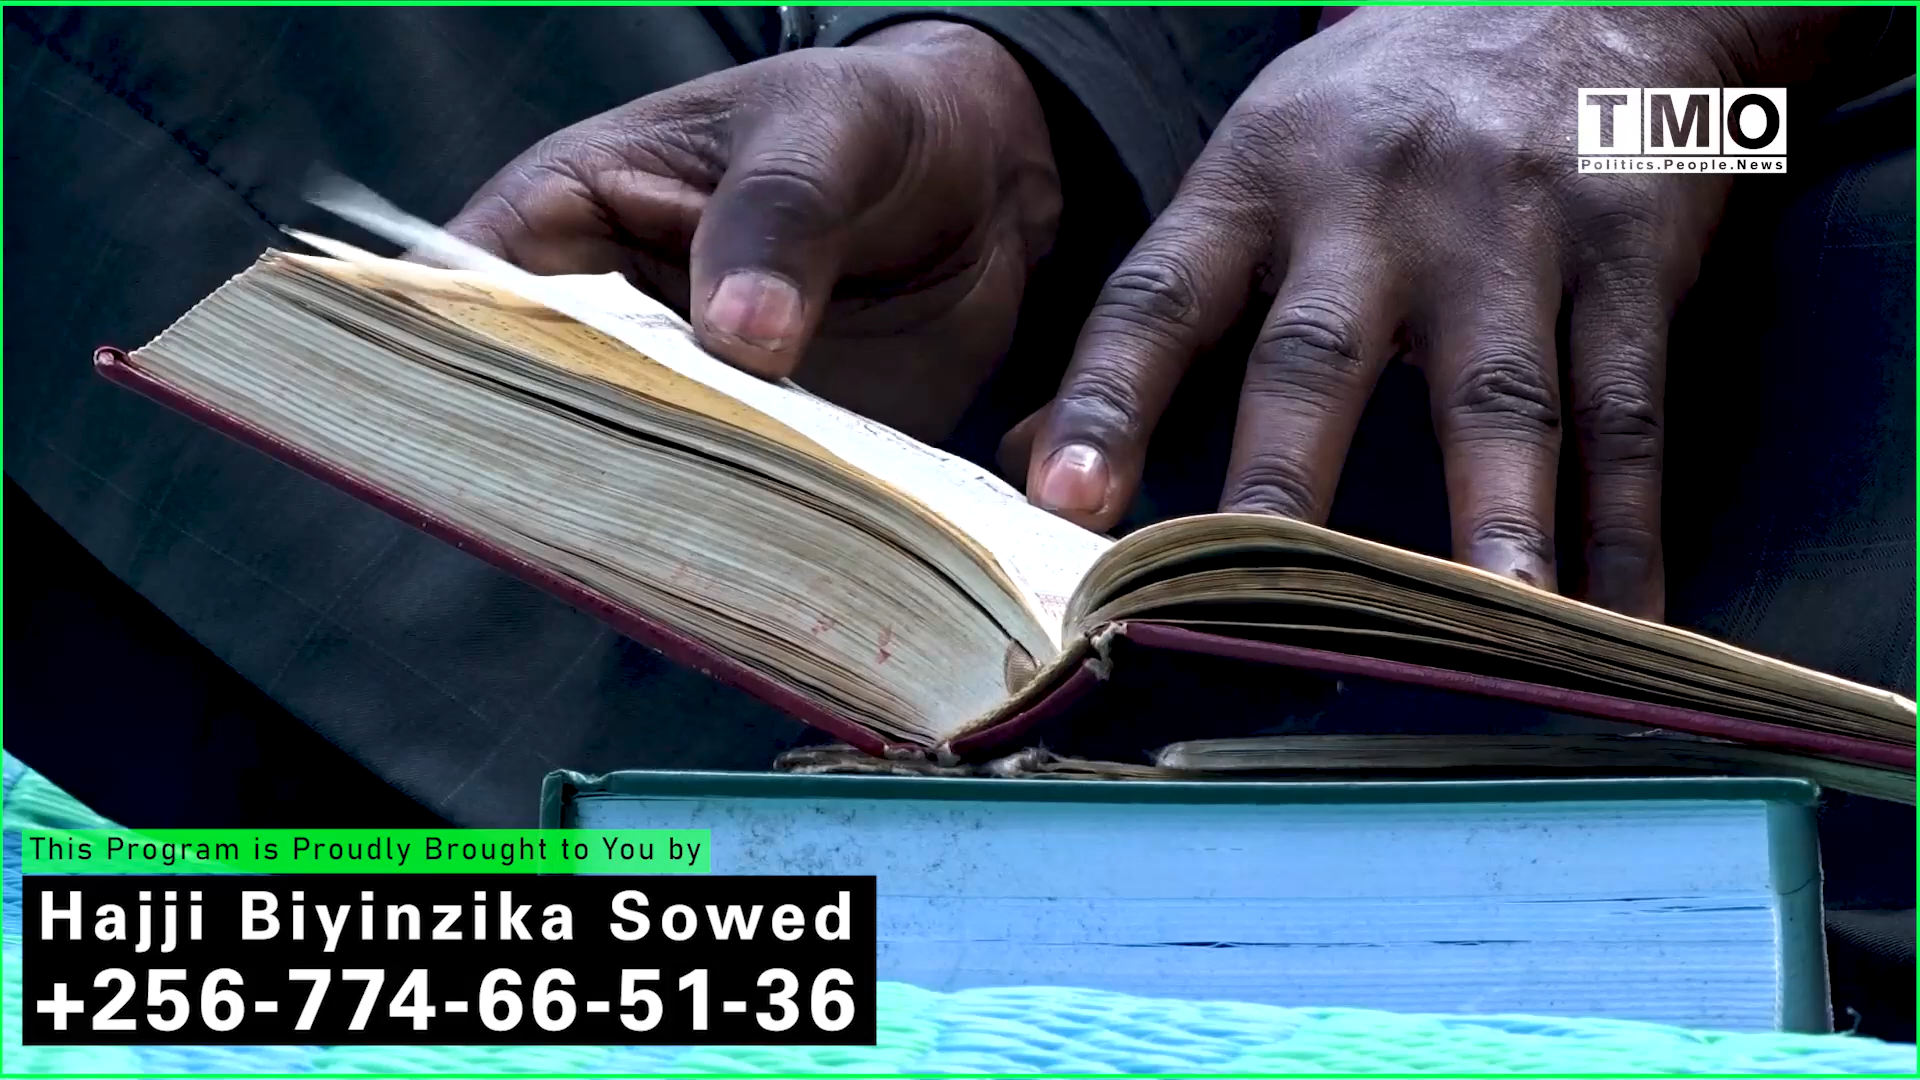 TMO
Politics.People.News
This Program is Proudly Brought to You by
Hajji Biyinzika Sowed
+256-774-66-51-36